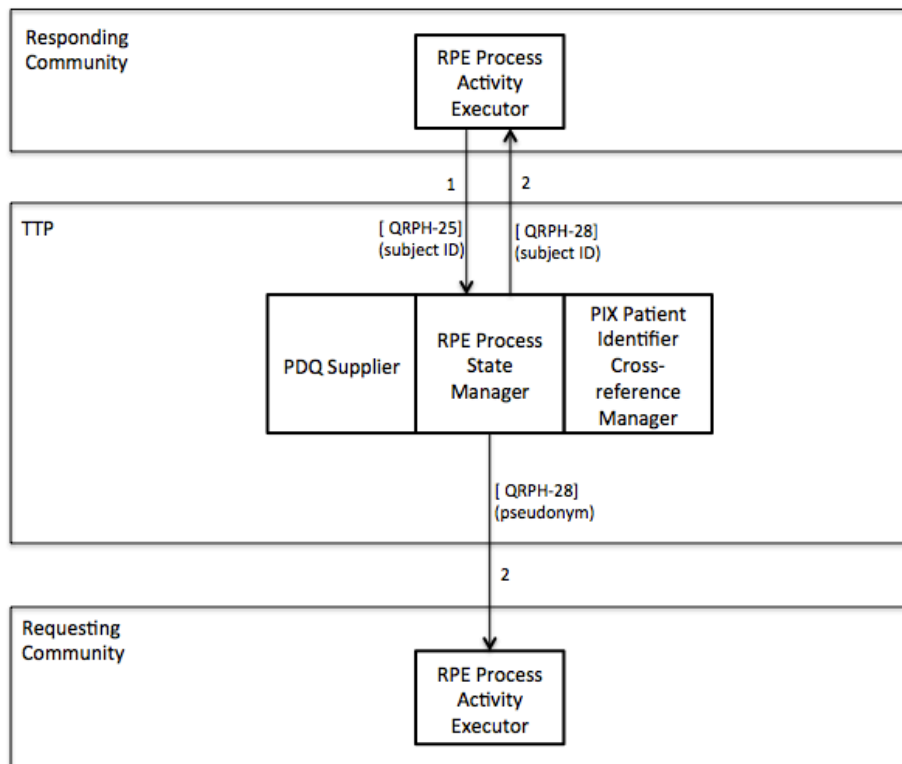 Responding
Community
RPE Process
Activity
Executor
1
2
TTP
[ QRPH-25]
(subject ID)
[ QRPH-28]
(subject ID)
PDQ Supplier
RPE Process
State
Manager
PIX Patient
Identifier
Cross-
reference
Manager
[ QRPH-28]
(pseudonym)
2
Requesting
Community
RPE Process
Activity
Executor